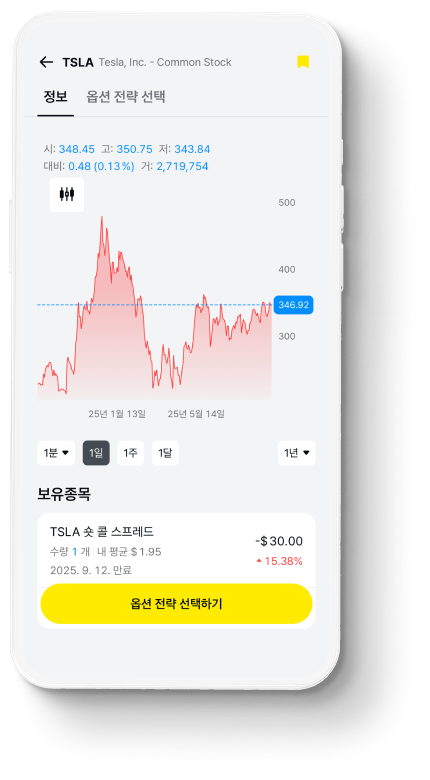 TSLA Tesla, Inc. - Common Stock
정보 옵션 전략 선택
시: 348.45 고: 350.75 저: 343.84
대비: 0.48 (0.13%) 거: 2,719,754
500
400
346.92
300
25년 1월 13일 25년 5월 14일
1분 1일 1주 1달 1년
보유종목
TSLA 숏 콜 스프레드
-$30.00
수량 1 개 내 평균 $1.95
15.38%
2025. 9. 12. 만료
옵션 전략 선택하기